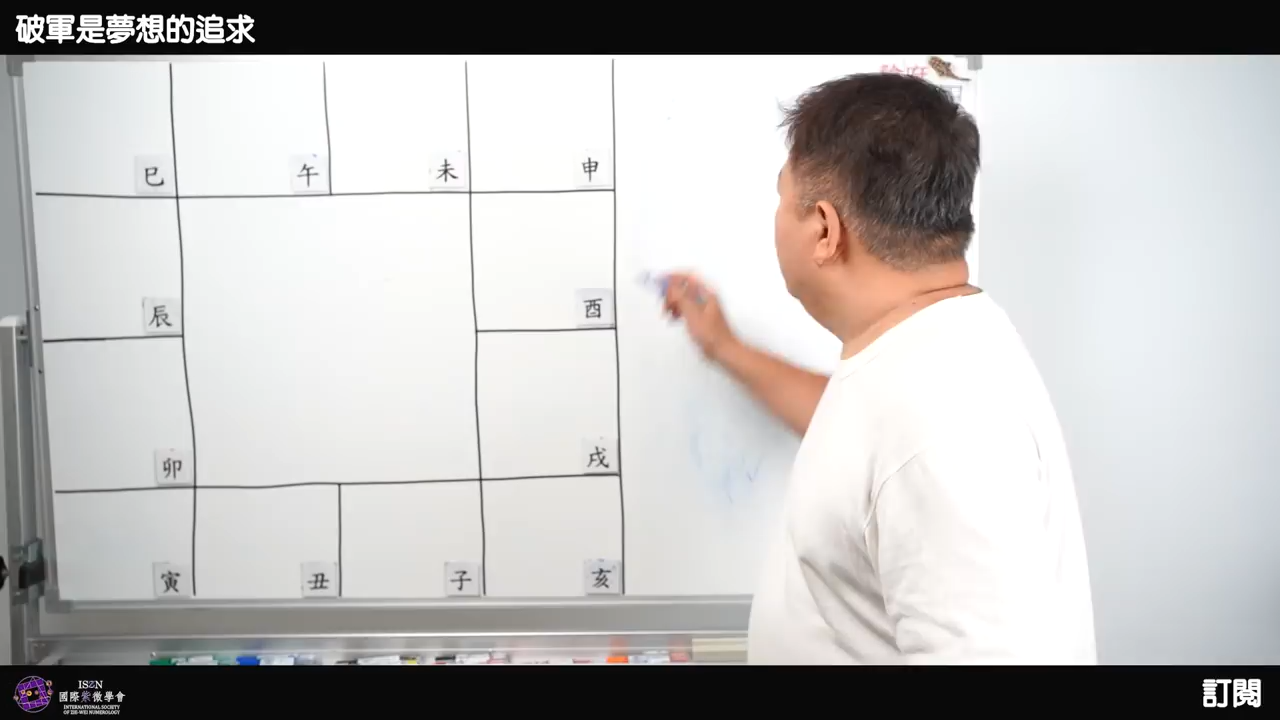 破軍是夢想的追求
巳
午
未
申
辰
酉
卯
戌
寅
丑
子
亥
ISZN
國際紫微學會
INTERNATIONAL SOCIETY
OF ZIE-WEI NUMEROLOGY
訂閱